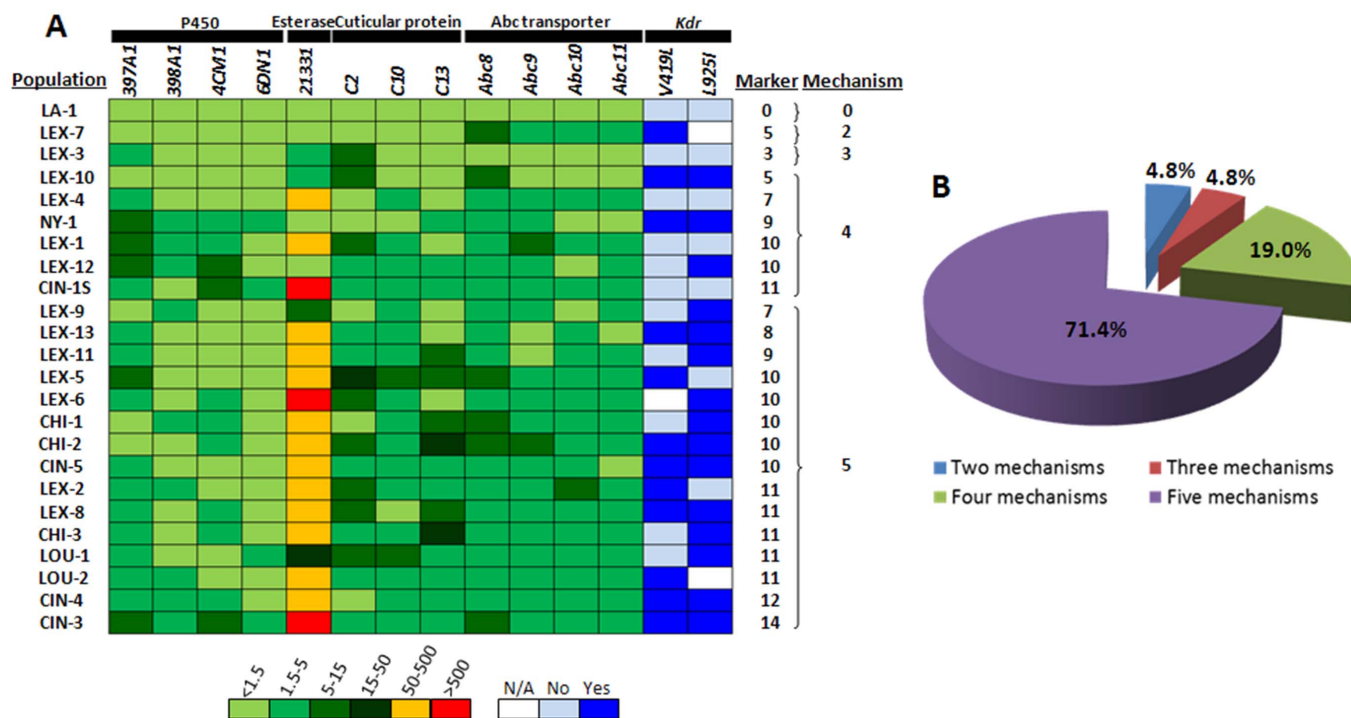 A
P450 Esterase Cuticular protein Abc transporter Kdr
Population 397A1 398A1 4CM1 6DN1 21331 C2 C10 C13 Abc8 Abc9 Abc10 Abc11 V419L L925I Marker Mechanism
LA-1 0 0
LEX-7 5 2
LEX-3 3 3
LEX-10 5
LEX-4 7
NY-1 9
4
LEX-1 10
LEX-12 10
CIN-1S 11
LEX-9 7
LEX-13 8
LEX-11 9
LEX-5 10
LEX-6 10
CHI-1 10
CHI-2 10
CIN-5 10 5
LEX-2 11
LEX-8 11
CHI-3 11
LOU-1 11
LOU-2 11
CIN-4 12
CIN-3 14
<1.5 1.5-5 5-15 15-50 50-500 >500
N/A No Yes
B
4.8% 4.8%
19.0%
71.4%
Two mechanisms Three mechanisms
Four mechanisms Five mechanisms